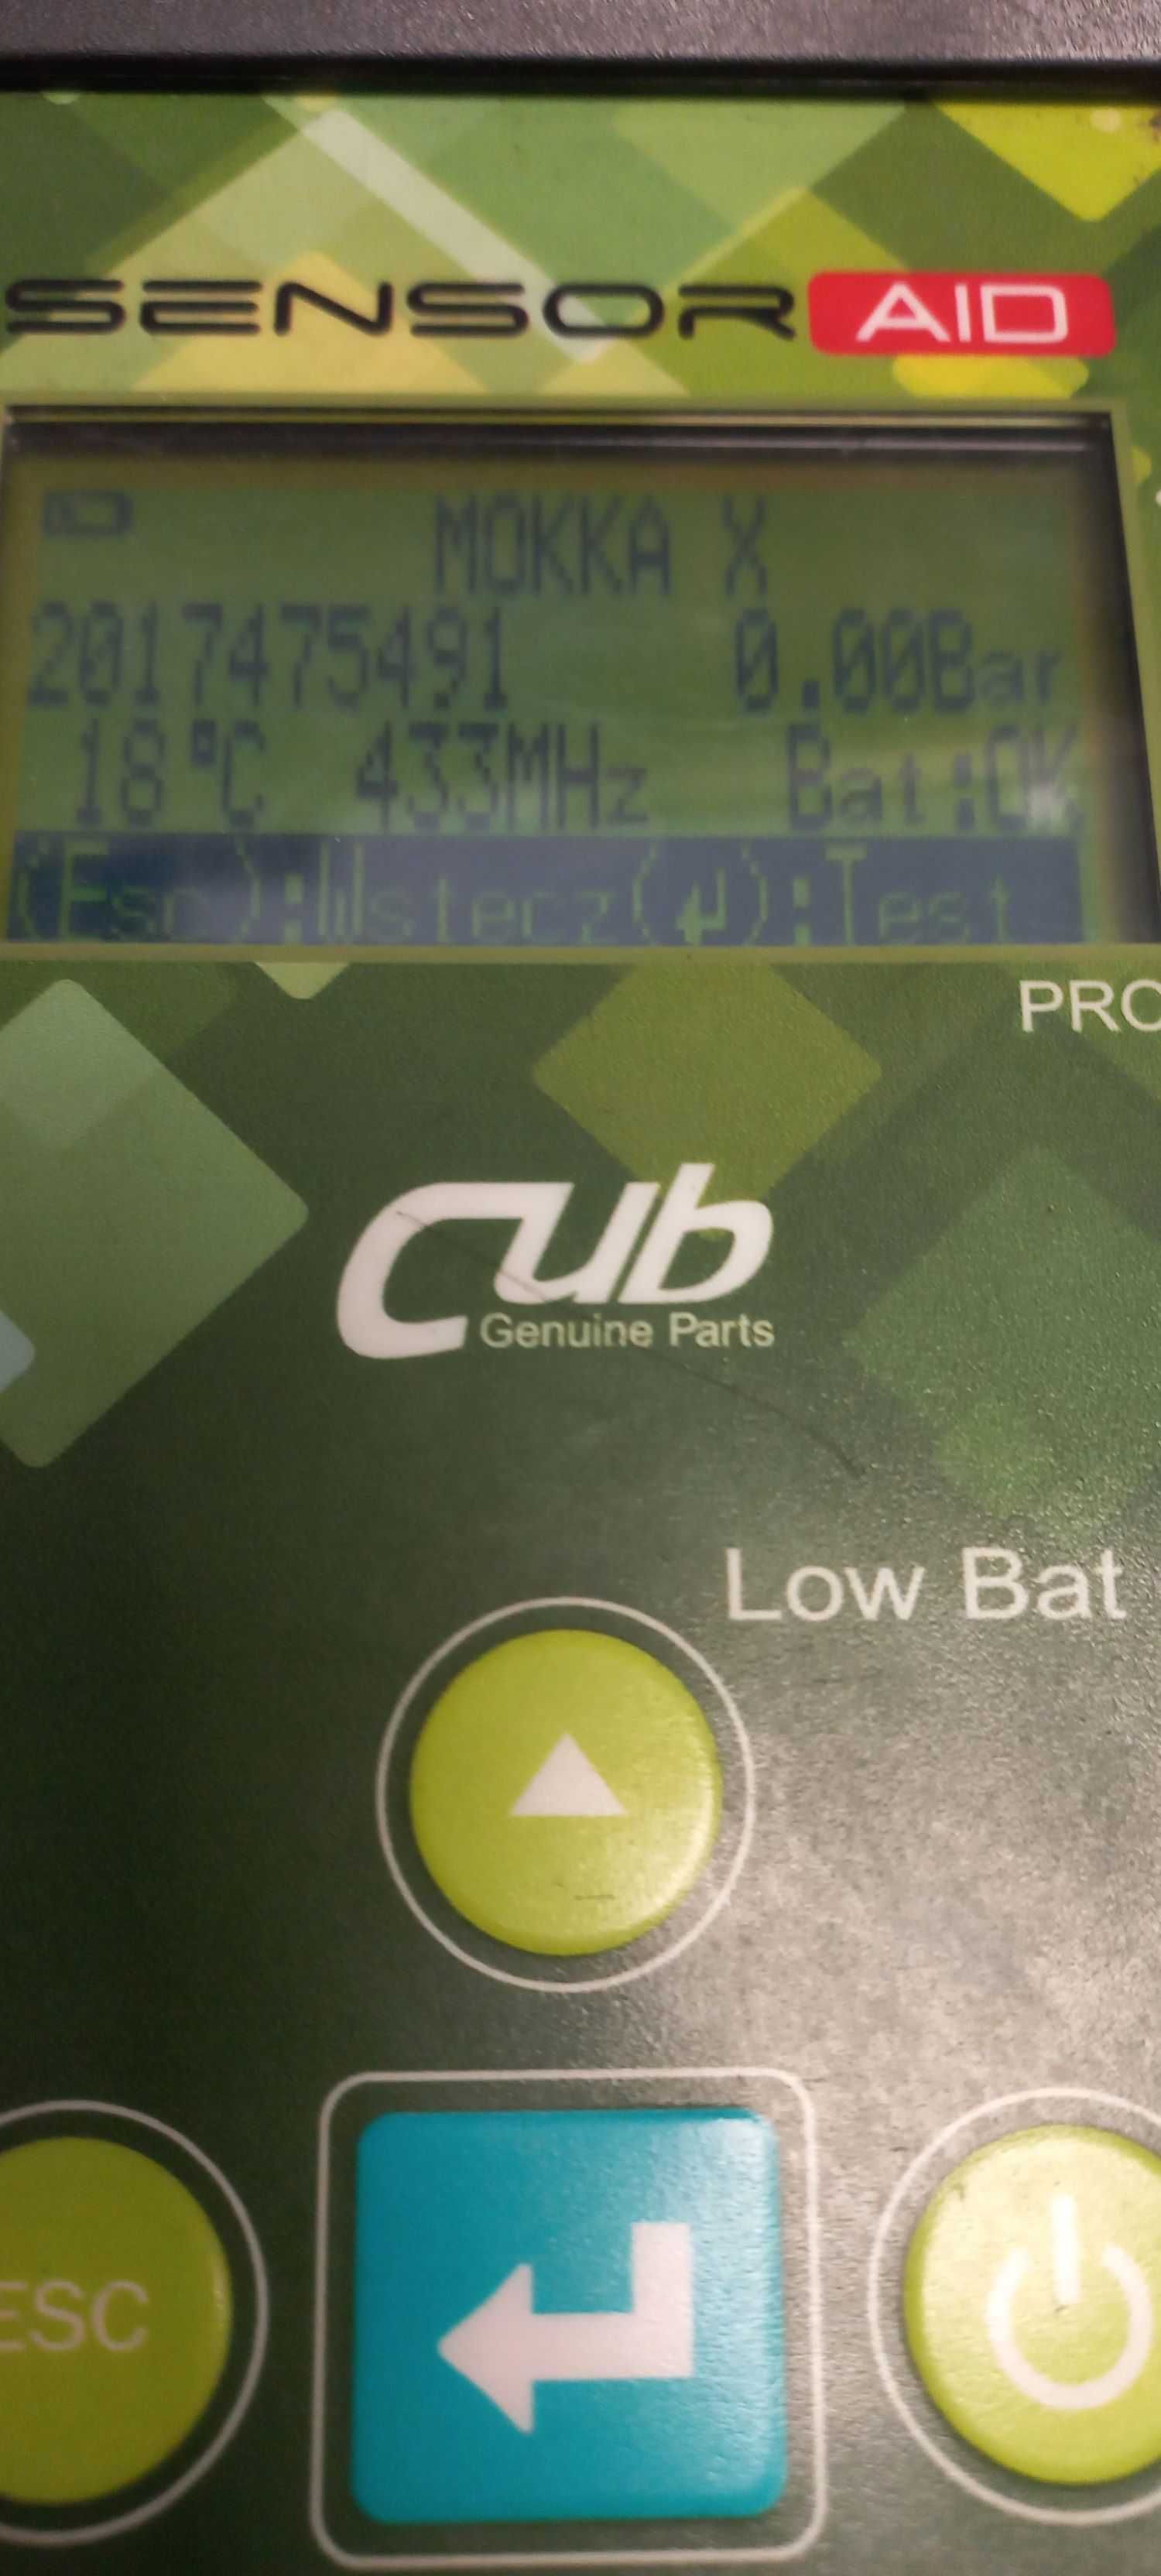 SENSOR AID
MOKKA X
2017475491 0.00Bar
18°C 433MHz Bat:OK
(Esc):Wstecz(↲):Test
PRO
Cub
Genuine Parts
Low Bat
ESC